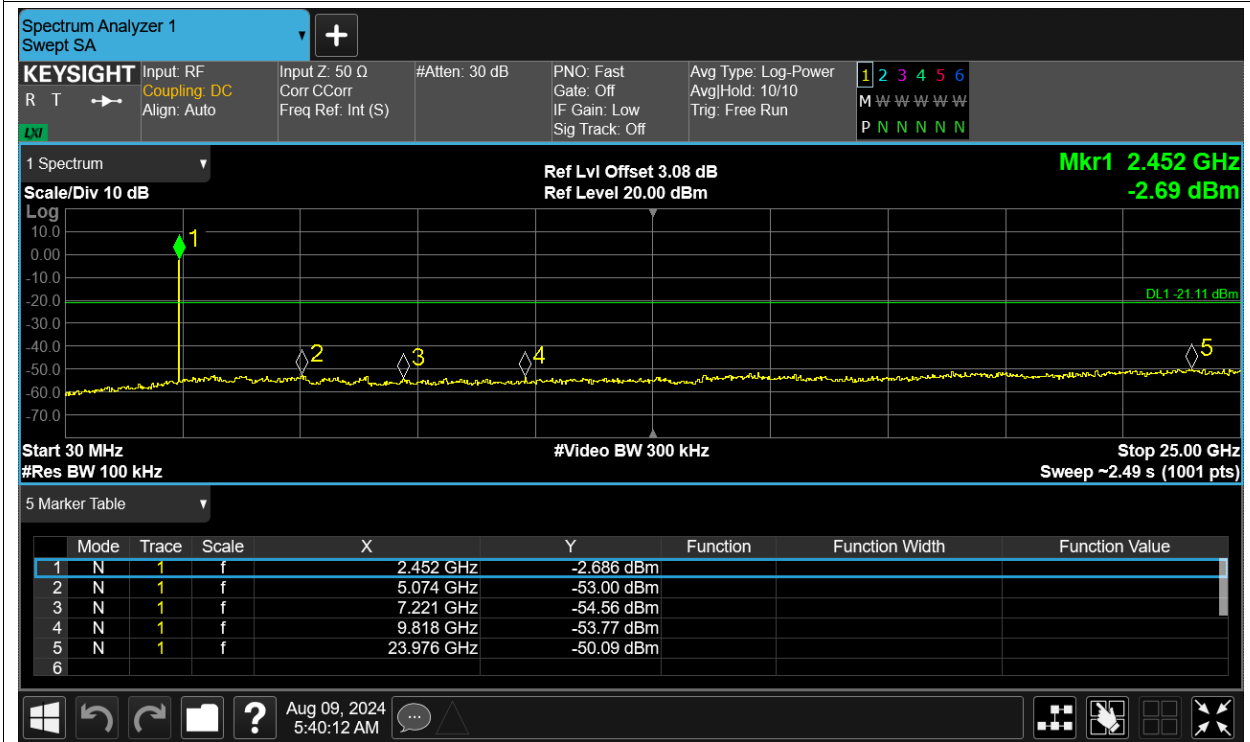 Spectrum Analyzer 1
Swept SA
+
KEYSIGHT
R T
LXI
Input: RF
Coupling: DC
Align: Auto
Input Z: 50 Ω
Corr CCorr
Freq Ref: Int (S)
#Atten: 30 dB
PNO: Fast
Gate: Off
IF Gain: Low
Sig Track: Off
Avg Type: Log-Power
Avg|Hold: 10/10
Trig: Free Run
1 2 3 4 5 6
M W W W W W
P N N N N N
1 Spectrum
Scale/Div 10 dB
Ref Lvl Offset 3.08 dB
Ref Level 20.00 dBm
Mkr1 2.452 GHz
-2.69 dBm
Log
10.0
0.00
-10.0
-20.0
-30.0
-40.0
-50.0
-60.0
-70.0
1
2
3
4
5
DL1 -21.11 dBm
Start 30 MHz
#Video BW 300 kHz
Stop 25.00 GHz
#Res BW 100 kHz
Sweep ~2.49 s (1001 pts)
5 Marker Table
Mode Trace Scale X Y Function Function Width Function Value
1 N 1 f 2.452 GHz -2.686 dBm
2 N 1 f 5.074 GHz -53.00 dBm
3 N 1 f 7.221 GHz -54.56 dBm
4 N 1 f 9.818 GHz -53.77 dBm
5 N 1 f 23.976 GHz -50.09 dBm
6
?
Aug 09, 2024
5:40:12 AM